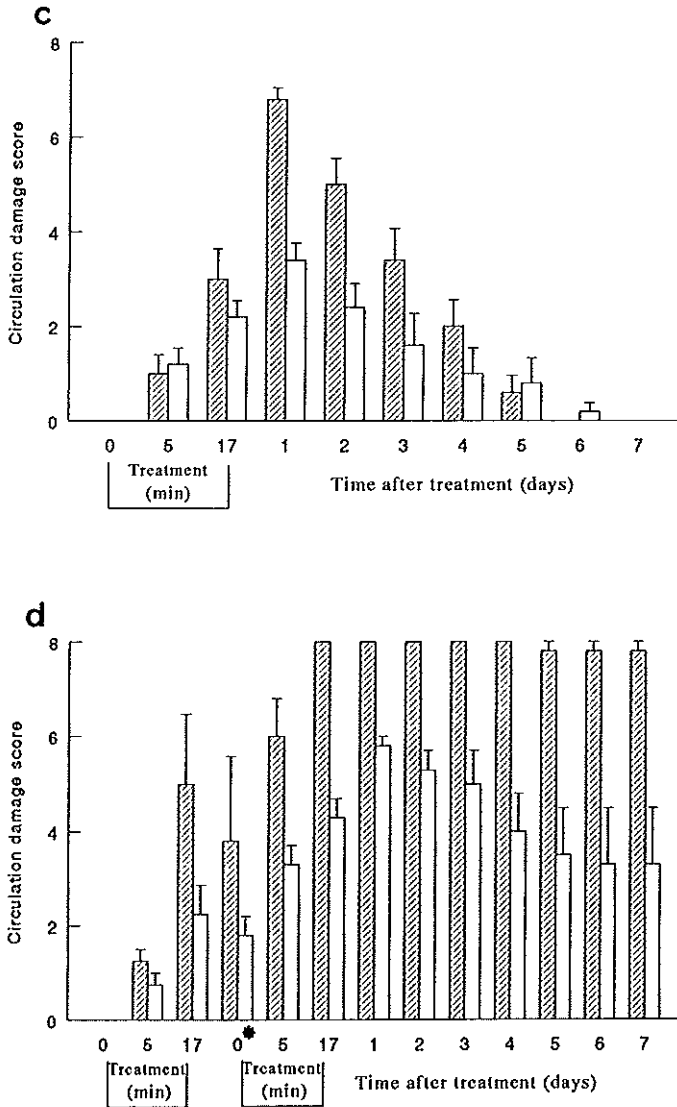 c
8
6
4
2
0
Circulation damage score
0 5 17 1 2 3 4 5 6 7
Treatment
(min)
Time after treatment (days)
d
8
6
4
2
0
Circulation damage score
0 5 17 0* 5 17 1 2 3 4 5 6 7
Treatment Treatment
(min) (min)
Time after treatment (days)